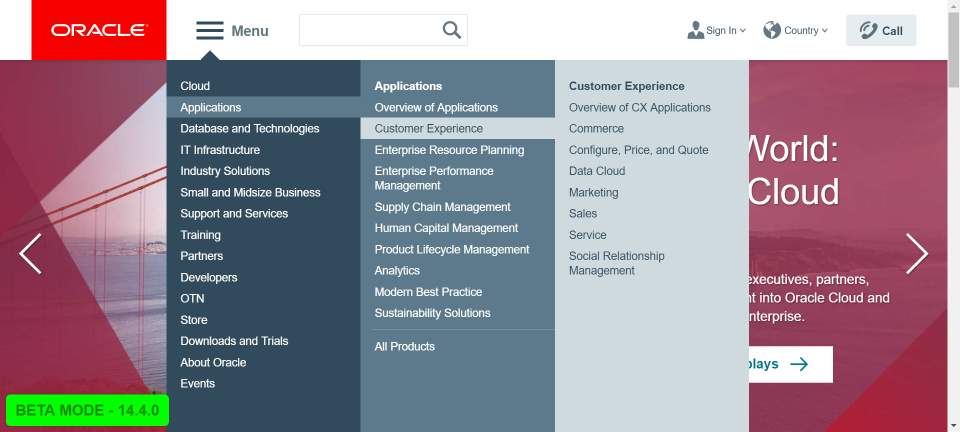 ORACLE
Menu
Sign In
Country
Call
Cloud
Applications
Database and Technologies
IT Infrastructure
Industry Solutions
Small and Midsize Business
Support and Services
Training
Partners
Developers
OTN
Store
Downloads and Trials
About Oracle
Events
Applications
Overview of Applications
Customer Experience
Enterprise Resource Planning
Enterprise Performance
Management
Supply Chain Management
Human Capital Management
Product Lifecycle Management
Analytics
Modern Best Practice
Sustainability Solutions
All Products
Customer Experience
Overview of CX Applications
Commerce
Configure, Price, and Quote
Data Cloud
Marketing
Sales
Service
Social Relationship
Management
World:
Cloud
executives, partners,
into Oracle Cloud and
BETA MODE - 14.4.0